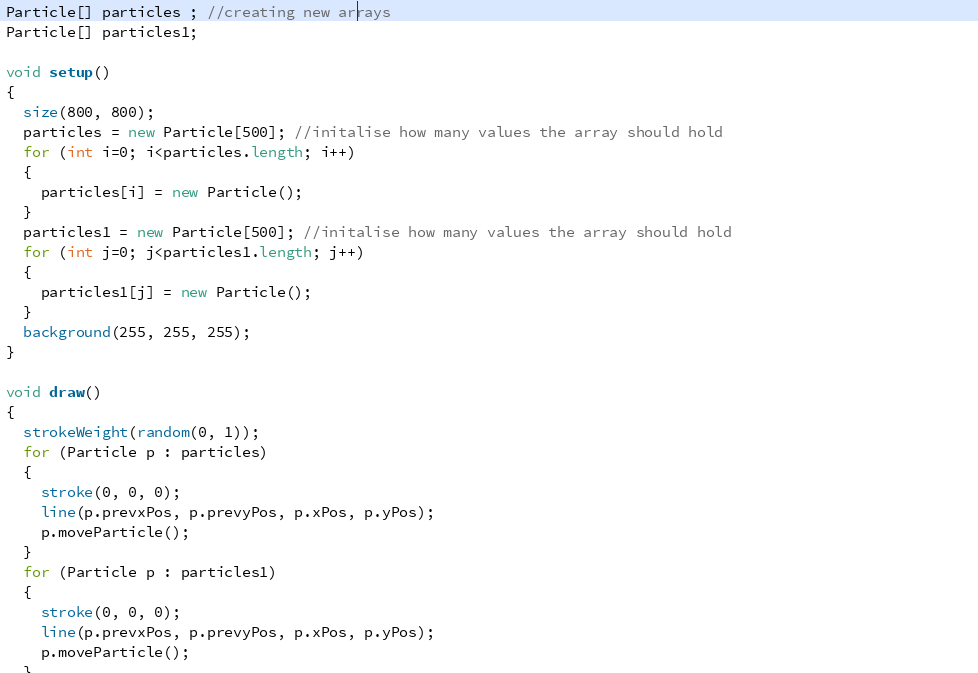 Particle[] particles ; //creating new arrays
Particle[] particles1;
void setup()
{
  size(800, 800);
  particles = new Particle[500]; //initalise how many values the array should hold
  for (int i=0; i<particles.length; i++)
  {
    particles[i] = new Particle();
  }
  particles1 = new Particle[500]; //initalise how many values the array should hold
  for (int j=0; j<particles1.length; j++)
  {
    particles1[j] = new Particle();
  }
  background(255, 255, 255);
}
void draw()
{
  strokeWeight(random(0, 1));
  for (Particle p : particles)
  {
    stroke(0, 0, 0);
    line(p.prevxPos, p.prevyPos, p.xPos, p.yPos);
    p.moveParticle();
  }
  for (Particle p : particles1)
  {
    stroke(0, 0, 0);
    line(p.prevxPos, p.prevyPos, p.xPos, p.yPos);
    p.moveParticle();
  }